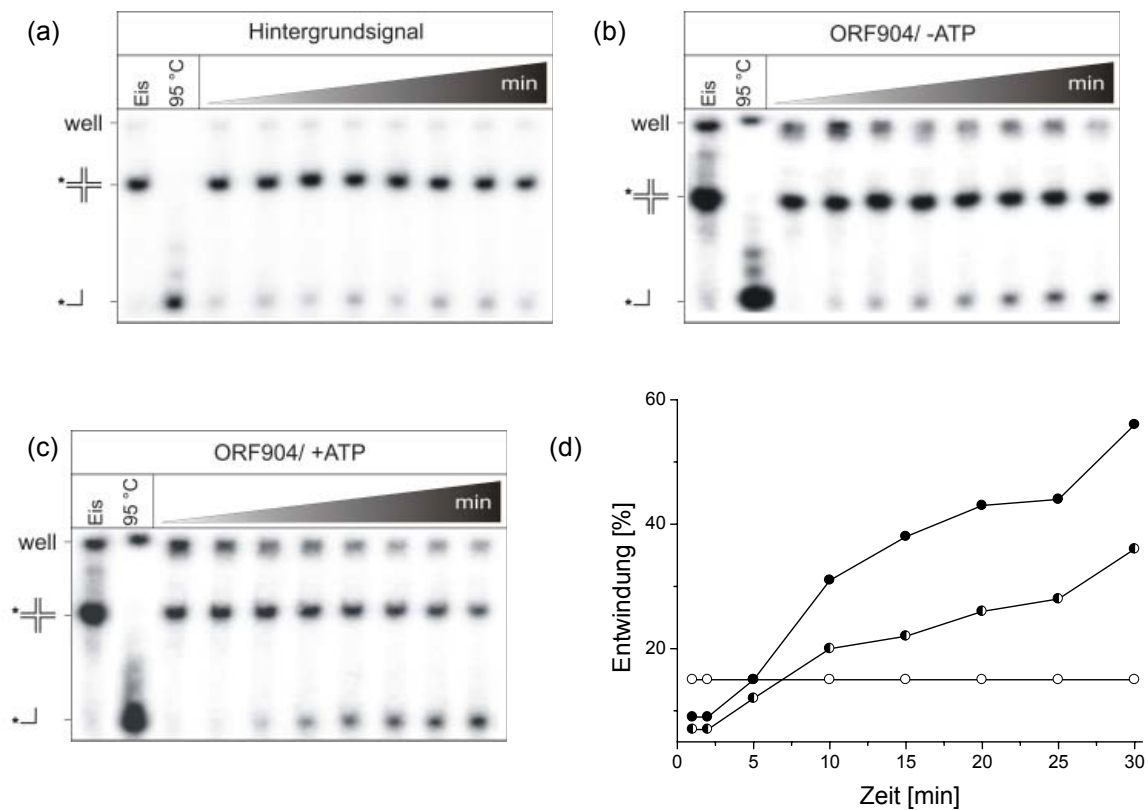 (a)
Hintergrundsignal
Eis
95 °C
min
well
*
*
(b)
ORF904/ -ATP
Eis
95 °C
min
well
*
*
(c)
ORF904/ +ATP
Eis
95 °C
min
well
*
*
(d)
60
40
20
Entwindung [%]
0 5 10 15 20 25 30
Zeit [min]